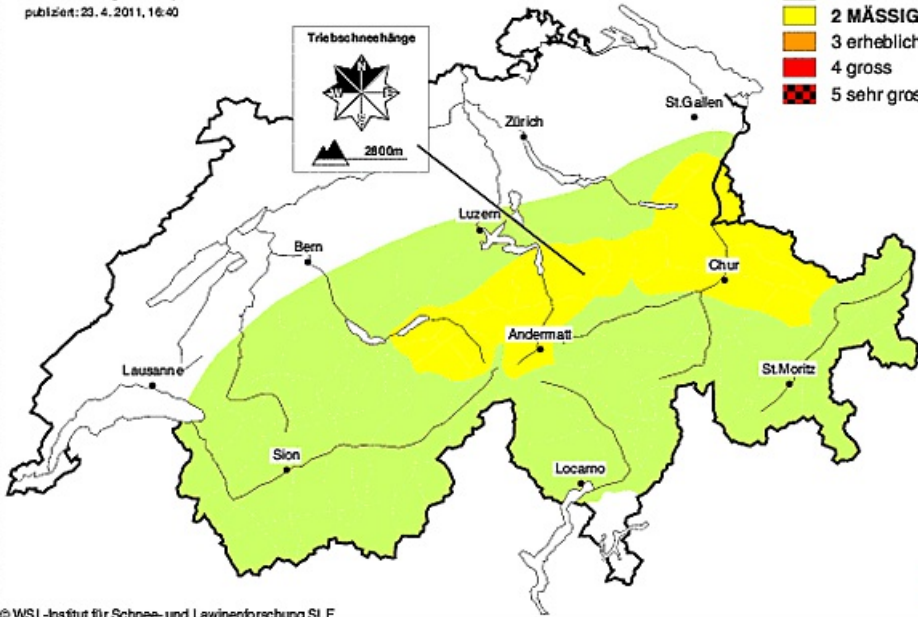 publiziert: 23.4.2011, 16:40
2 MÄSSIG
3 erheblich
4 gross
5 sehr gros
Triebschneehänge
N
W E
S
2800m
St.Gallen
Zürich
Luzern
Bern
Chur
Andermatt
Lausanne
St.Moritz
Sion
Locarno
© WSL-Institut für Schnee- und Lawinenforschung SLF